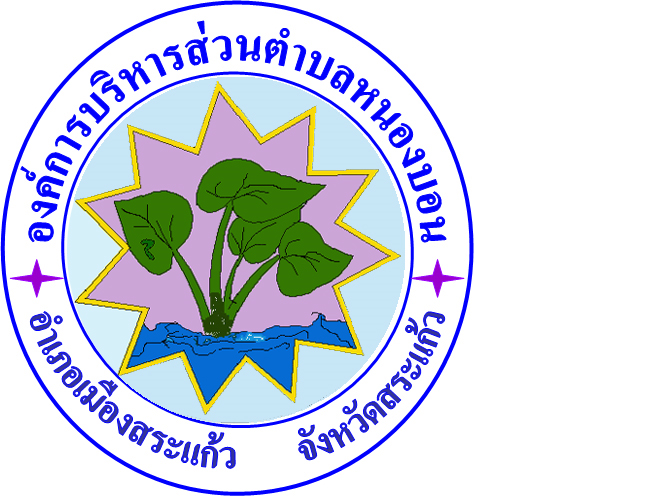 องค์การบริหารส่วนตำบลหนองบอน
อำเภอเมืองสระแก้ว
จังหวัดสระแก้ว